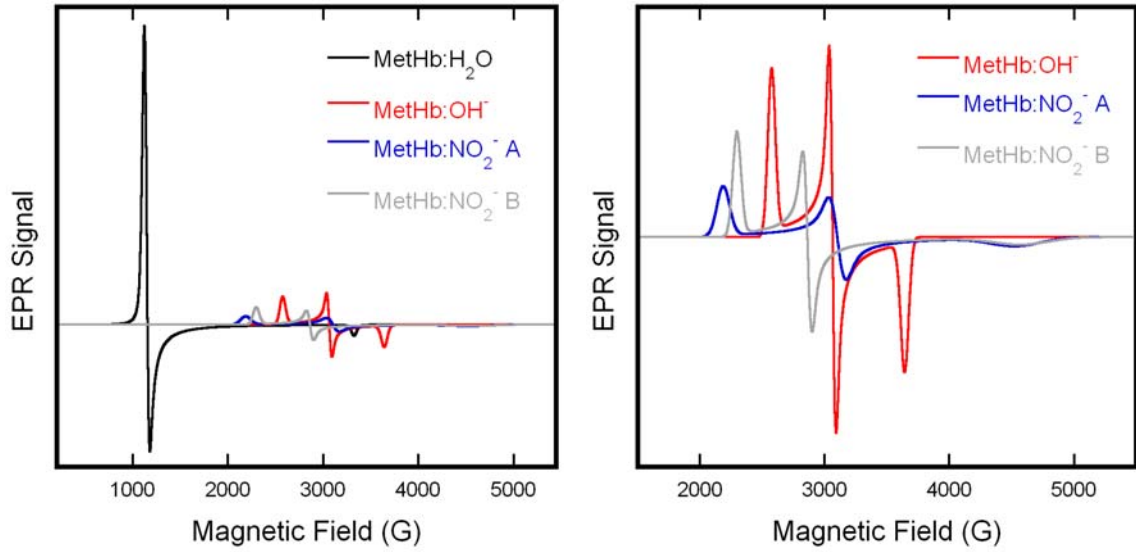 EPR Signal
MetHb:H₂O
MetHb:OH⁻
MetHb:NO₂⁻ A
MetHb:NO₂⁻ B
1000 2000 3000 4000 5000
Magnetic Field (G)
EPR Signal
MetHb:OH⁻
MetHb:NO₂⁻ A
MetHb:NO₂⁻ B
2000 3000 4000 5000
Magnetic Field (G)